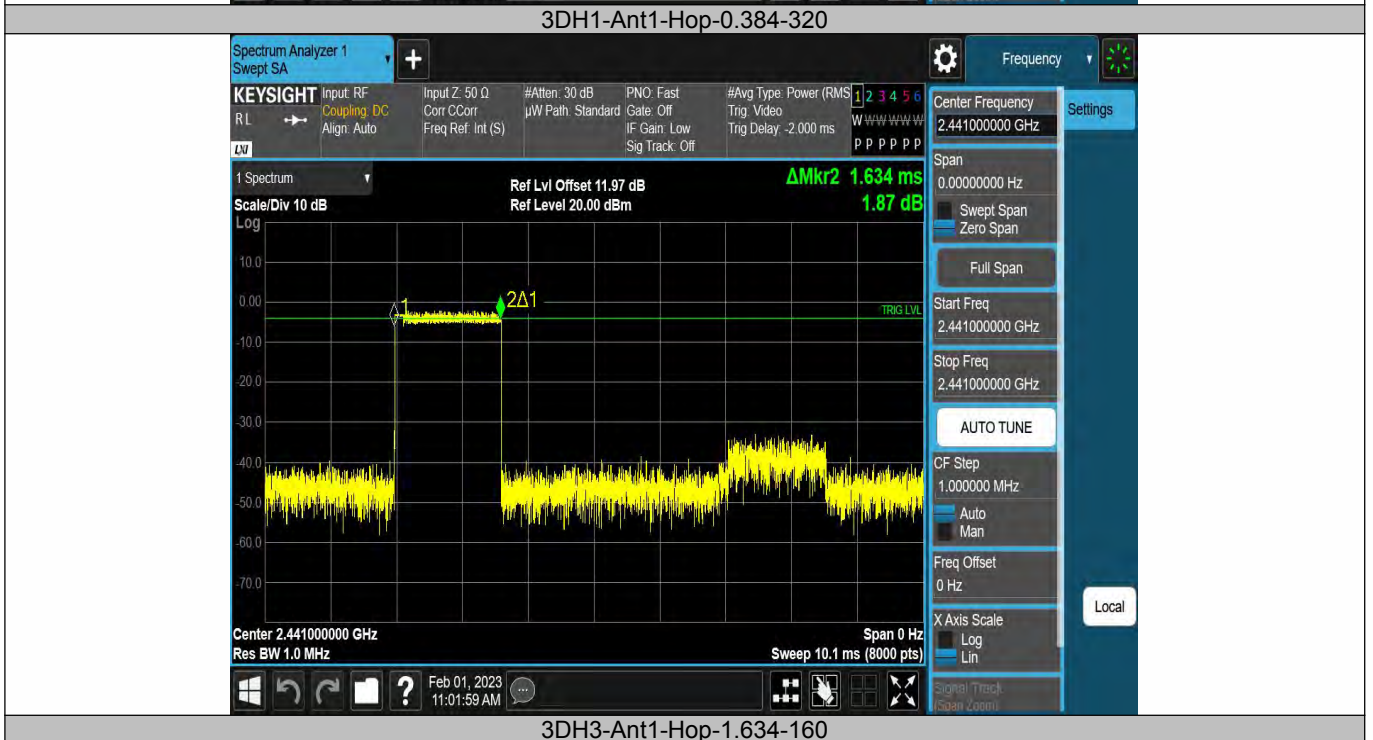 3DH1-Ant1-Hop-0.384-320
Spectrum Analyzer 1
Swept SA
Frequency
KEYSIGHT
RL
LXI
Input: RF
Coupling: DC
Align: Auto
Input Z: 50 Ω
Corr CCorr
Freq Ref: Int (S)
#Atten: 30 dB
µW Path: Standard
PNO: Fast
Gate: Off
IF Gain: Low
Sig Track: Off
#Avg Type: Power (RMS
Trig: Video
Trig Delay: -2.000 ms
1 2 3 4 5 6
W W W W W W
P P P P P P
1 Spectrum
Scale/Div 10 dB
Ref Lvl Offset 11.97 dB
Ref Level 20.00 dBm
ΔMkr2 1.634 ms
1.87 dB
Log
10.0
0.00
-10.0
-20.0
-30.0
-40.0
-50.0
-60.0
-70.0
1
2Δ1
TRIG LVL
Center 2.441000000 GHz
Res BW 1.0 MHz
Span 0 Hz
Sweep 10.1 ms (8000 pts)
Center Frequency
2.441000000 GHz
Settings
Span
0.00000000 Hz
Swept Span
Zero Span
Full Span
Start Freq
2.441000000 GHz
Stop Freq
2.441000000 GHz
AUTO TUNE
CF Step
1.000000 MHz
Auto
Man
Freq Offset
0 Hz
X Axis Scale
Log
Lin
Signal Track
(Span Zoom)
Local
?
Feb 01, 2023
11:01:59 AM
3DH3-Ant1-Hop-1.634-160